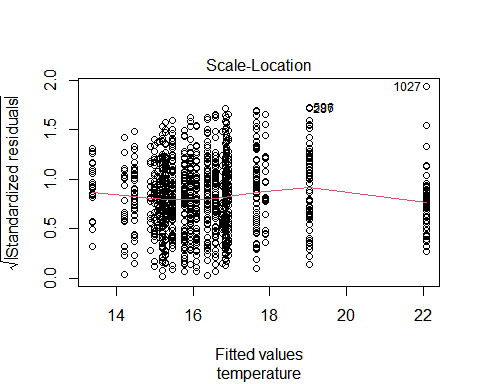 Scale-Location
√|Standardized residuals|
2.0
1.5
1.0
0.5
0.0
1027
14
16
18
20
22
Fitted values
temperature